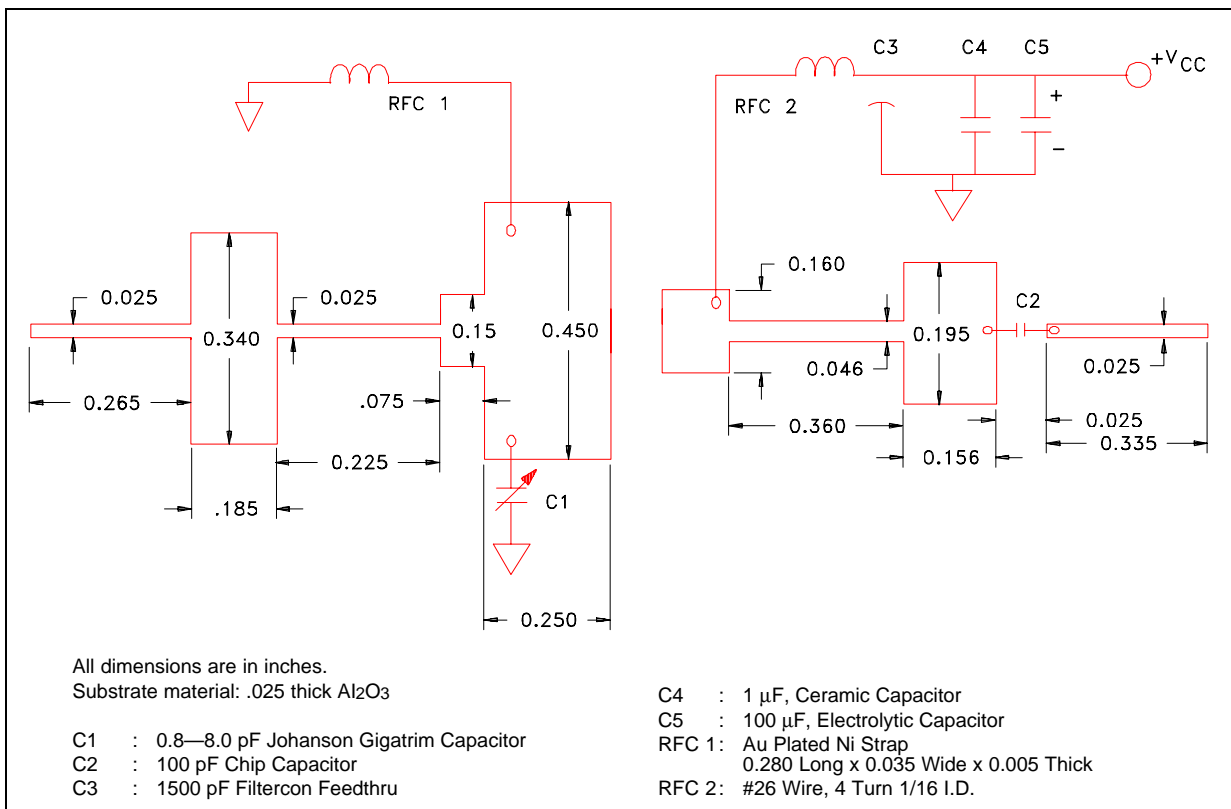 C3
C4
C5
+VCC
RFC 1
RFC 2
+
−
0.025
0.025
0.340
0.15
0.450
0.265
.075
0.225
.185
C1
0.250
0.160
C2
0.195
0.046
0.025
0.360
0.025
0.156
0.335
All dimensions are in inches.
Substrate material: .025 thick Al2O3
C1 : 0.8—8.0 pF Johanson Gigatrim Capacitor
C2 : 100 pF Chip Capacitor
C3 : 1500 pF Filtercon Feedthru
C4 : 1 μF, Ceramic Capacitor
C5 : 100 μF, Electrolytic Capacitor
RFC 1: Au Plated Ni Strap
0.280 Long x 0.035 Wide x 0.005 Thick
RFC 2: #26 Wire, 4 Turn 1/16 I.D.